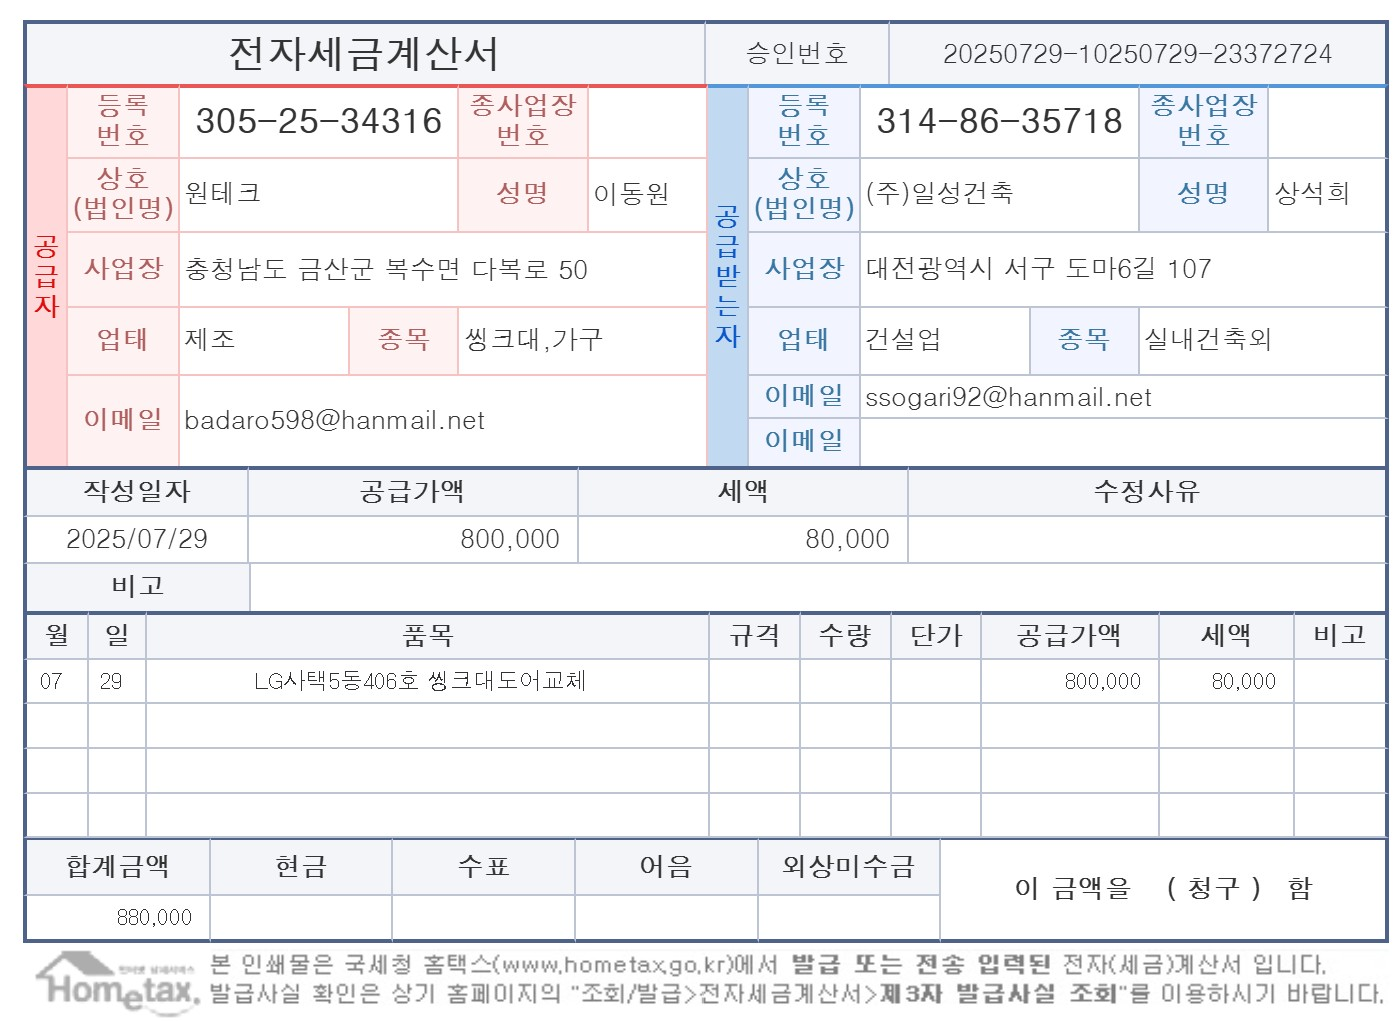 전자세금계산서 승인번호 20250729-10250729-23372724
공급자
등록번호 305-25-34316 종사업장번호
상호(법인명) 원테크 성명 이동원
사업장 충청남도 금산군 복수면 다복로 50
업태 제조 종목 씽크대,가구
이메일 badaro598@hanmail.net
공급받는자
등록번호 314-86-35718 종사업장번호
상호(법인명) (주)일성건축 성명 상석희
사업장 대전광역시 서구 도마6길 107
업태 건설업 종목 실내건축외
이메일 ssogari92@hanmail.net
이메일
작성일자 공급가액 세액 수정사유
2025/07/29 800,000 80,000
비고
월 일 품목 규격 수량 단가 공급가액 세액 비고
07 29 LG사택5동406호 씽크대도어교체 800,000 80,000
합계금액 현금 수표 어음 외상미수금
880,000
이 금액을 ( 청구 ) 함
Hometax.
본 인쇄물은 국세청 홈택스(www.hometax.go.kr)에서 발급 또는 전송 입력된 전자(세금)계산서 입니다.
발급사실 확인은 상기 홈페이지의 "조회/발급>전자세금계산서>제3자 발급사실 조회"를 이용하시기 바랍니다.